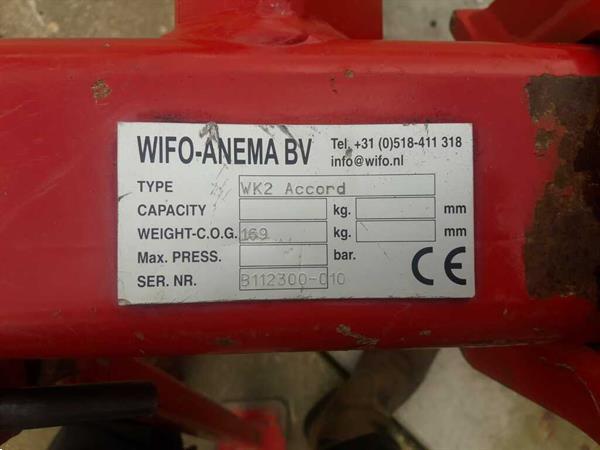 WIFO-ANEMA BV
Tel. +31 (0)518-411 318
info@wifo.nl
TYPE WK2 Accord
CAPACITY kg. mm
WEIGHT-C.O.G. 169 kg. mm
Max. PRESS. bar.
SER. NR. B112300-010
CE